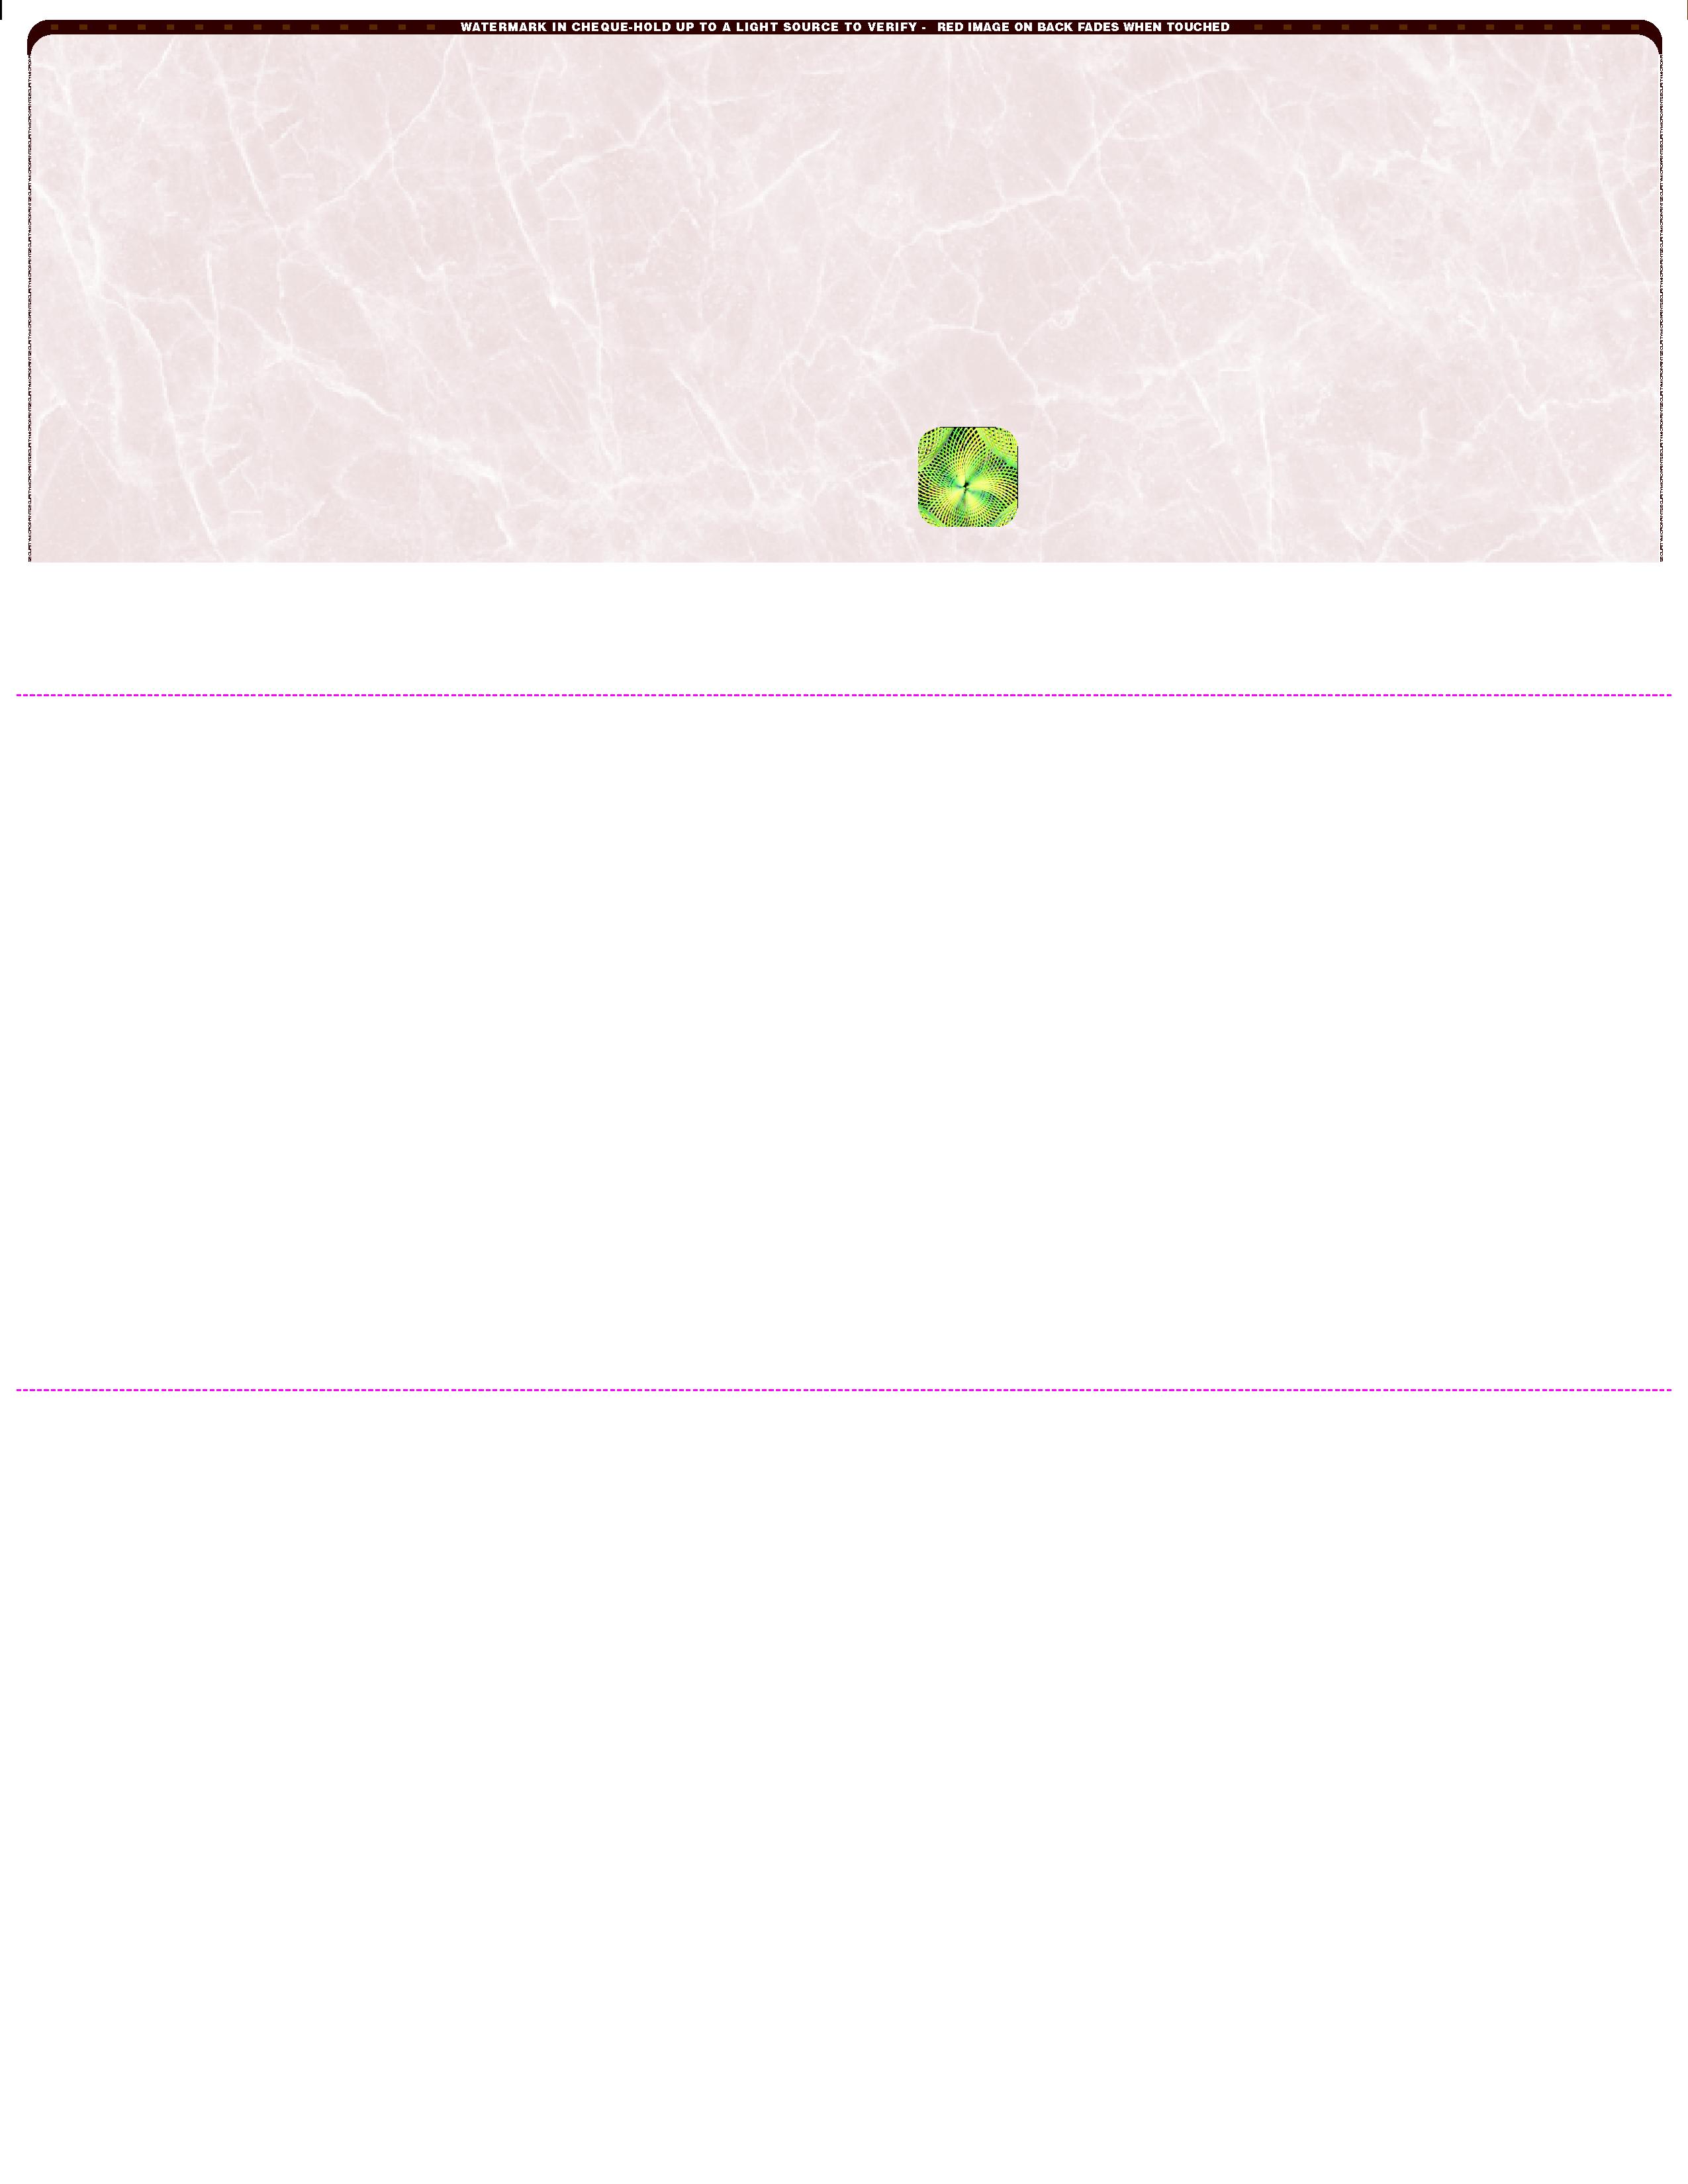 WATERMARK IN CHEQUE-HOLD UP TO A LIGHT SOURCE TO VERIFY - RED IMAGE ON BACK FADES WHEN TOUCHED